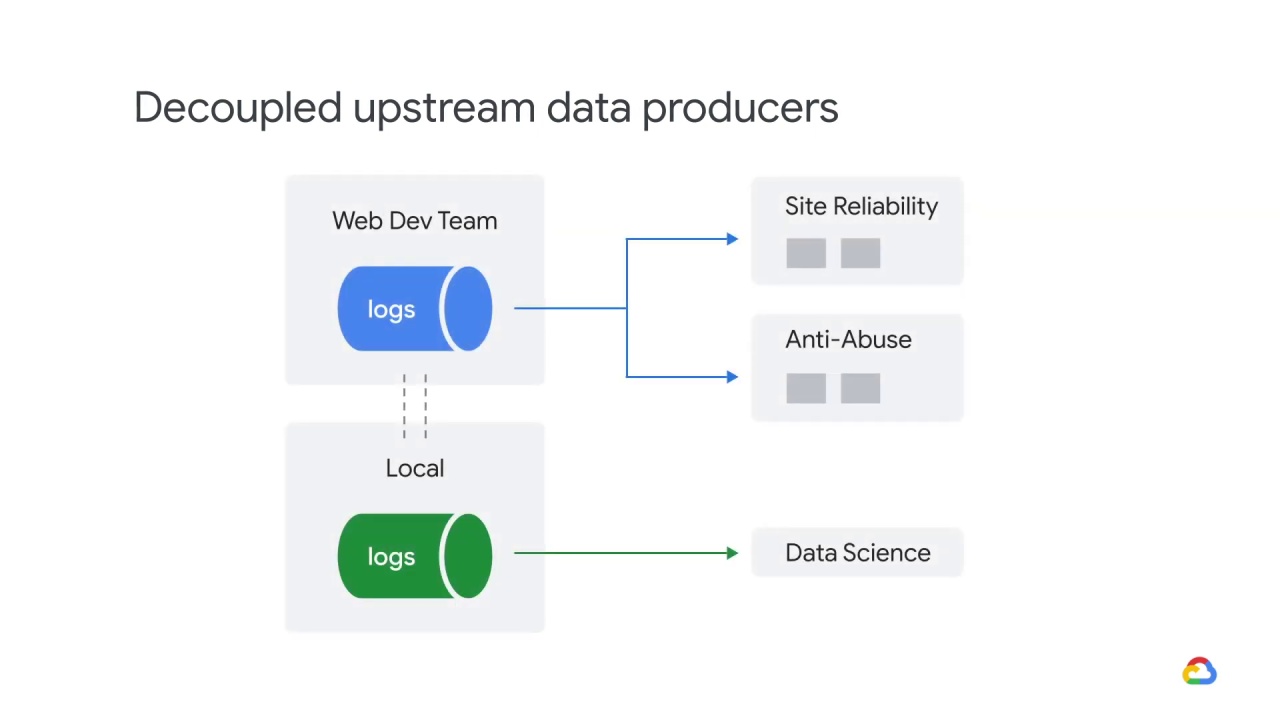 Decoupled upstream data producers
Web Dev Team
logs
Site Reliability
Anti-Abuse
Local
logs
Data Science